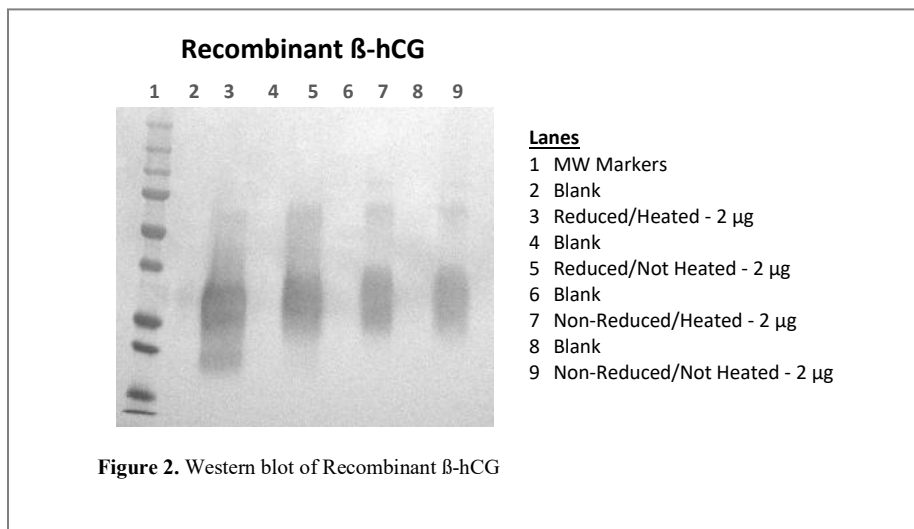 Recombinant ß-hCG
1 2 3 4 5 6 7 8 9
Lanes
1 MW Markers
2 Blank
3 Reduced/Heated - 2 µg
4 Blank
5 Reduced/Not Heated - 2 µg
6 Blank
7 Non-Reduced/Heated - 2 µg
8 Blank
9 Non-Reduced/Not Heated - 2 µg
Figure 2. Western blot of Recombinant ß-hCG